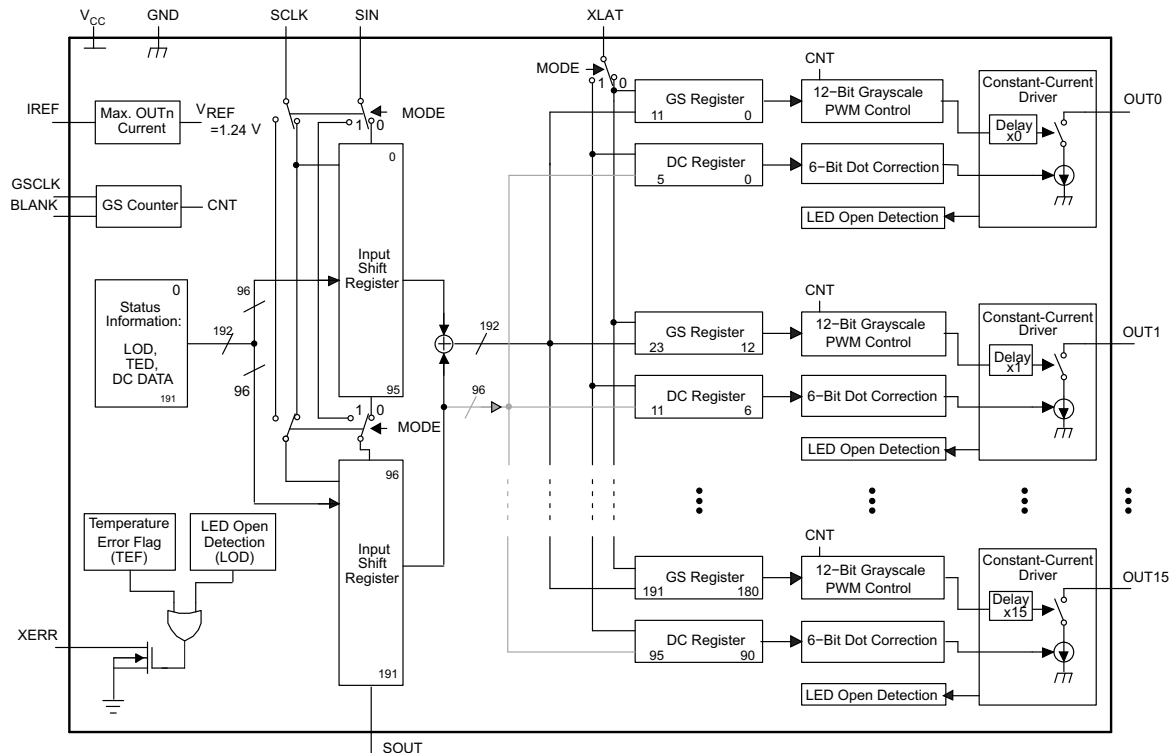 VCC
GND
SCLK
SIN
XLAT
MODE
1
0
CNT
IREF
Max. OUTn
Current
VREF
=1.24 V
1
0
MODE
GS Register
11
0
12−Bit Grayscale
PWM Control
Constant-Current
Driver
Delay
x0
OUT0
0
DC Register
5
0
6−Bit Dot Correction
LED Open Detection
GSCLK
BLANK
GS Counter
CNT
Input
Shift
Register
0
Status
Information:
LOD,
TED,
DC DATA
191
192
96
96
95
192
96
CNT
GS Register
23
12
12−Bit Grayscale
PWM Control
Constant-Current
Driver
Delay
x1
OUT1
DC Register
11
6
6−Bit Dot Correction
LED Open Detection
1
0
MODE
96
Input
Shift
Register
191
Temperature
Error Flag
(TEF)
LED Open
Detection
(LOD)
CNT
GS Register
191
180
12−Bit Grayscale
PWM Control
Constant-Current
Driver
Delay
x15
OUT15
DC Register
95
90
6−Bit Dot Correction
LED Open Detection
XERR
SOUT